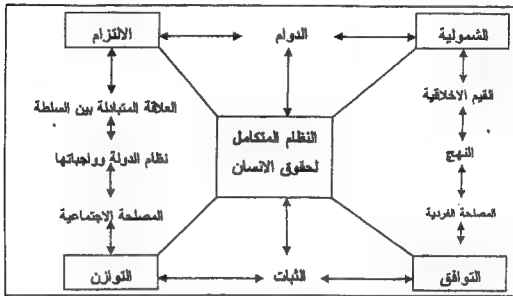 الشمولية
الدوام
الالتزام
القيم الاخلاقية
العلاقة المتبادلة بين السلطة
النظام المتكامل
لحقوق الانسان
النهج
نظام الدولة وواجباتها
المصلحة الفردية
المصلحة الاجتماعية
التوافق
الثبات
التوازن